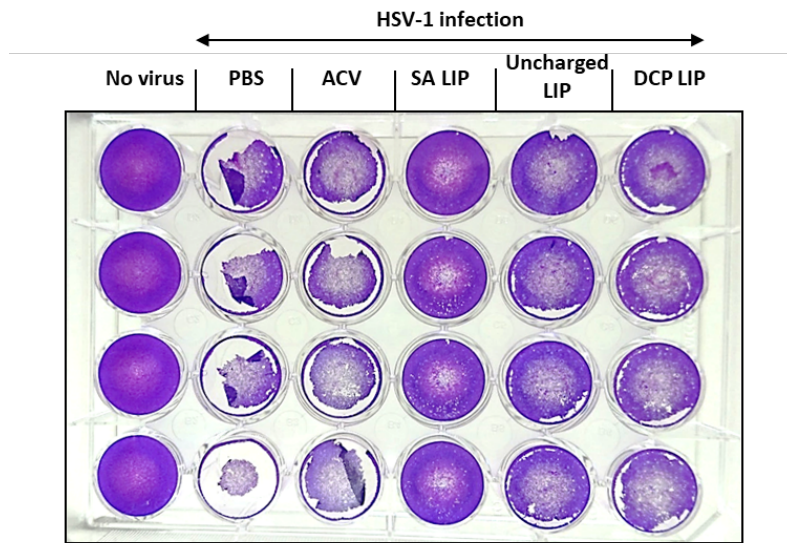 HSV-1 infection
No virus
PBS
ACV
SA LIP
Uncharged
LIP
DCP LIP